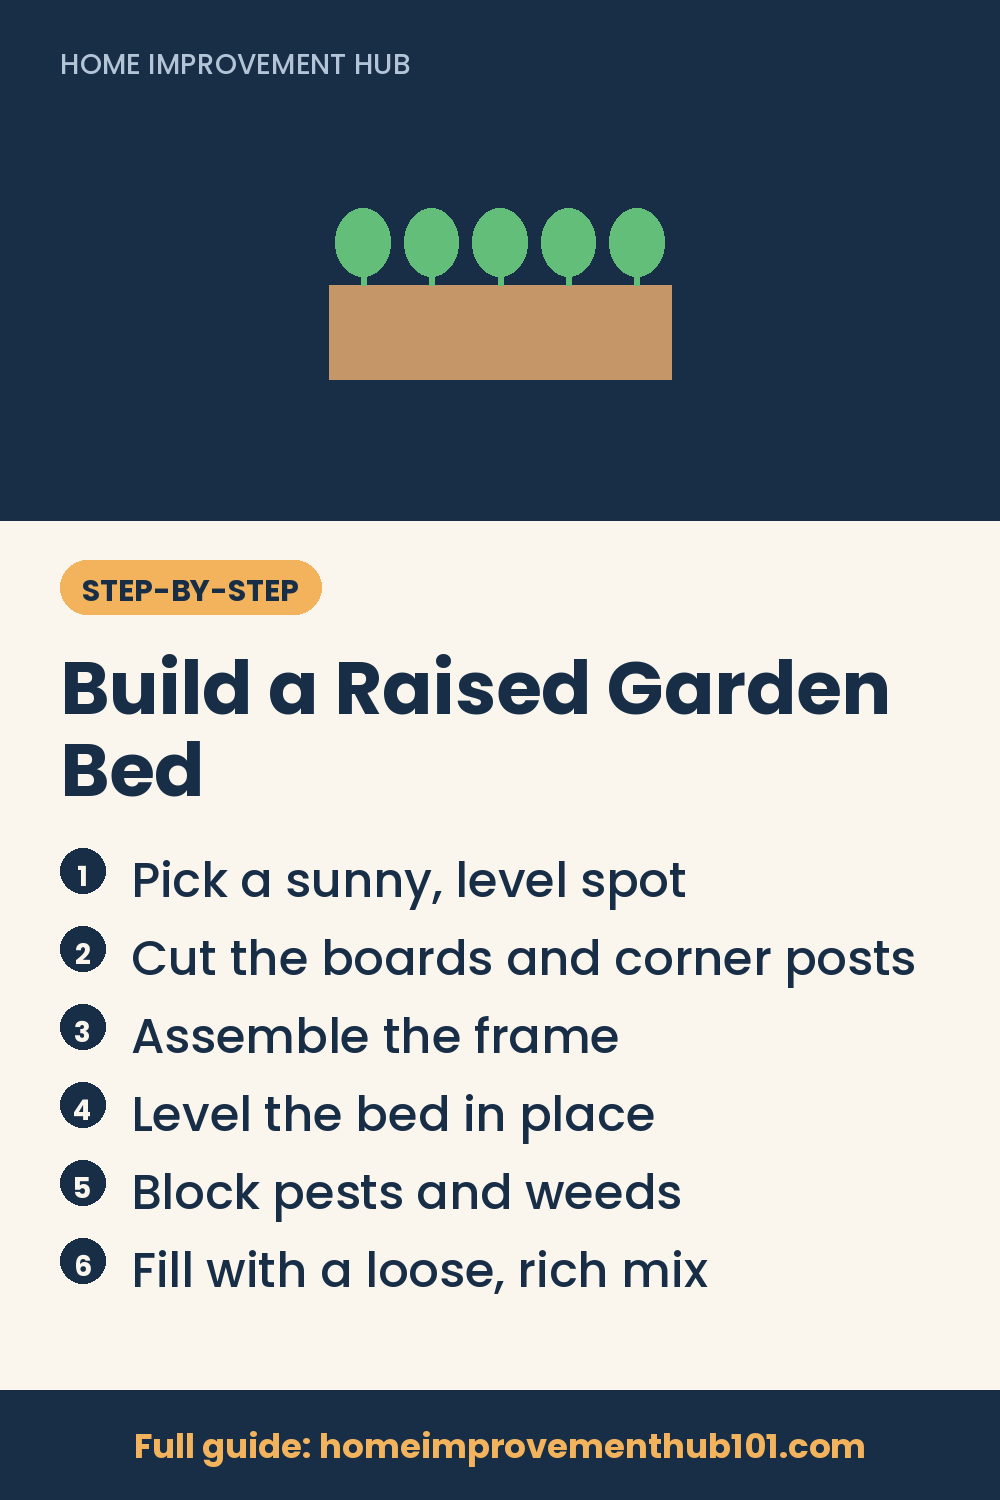 HOME IMPROVEMENT HUB
STEP-BY-STEP
Build a Raised Garden
Bed
1 Pick a sunny, level spot
2 Cut the boards and corner posts
3 Assemble the frame
4 Level the bed in place
5 Block pests and weeds
6 Fill with a loose, rich mix
Full guide: homeimprovementhub101.com